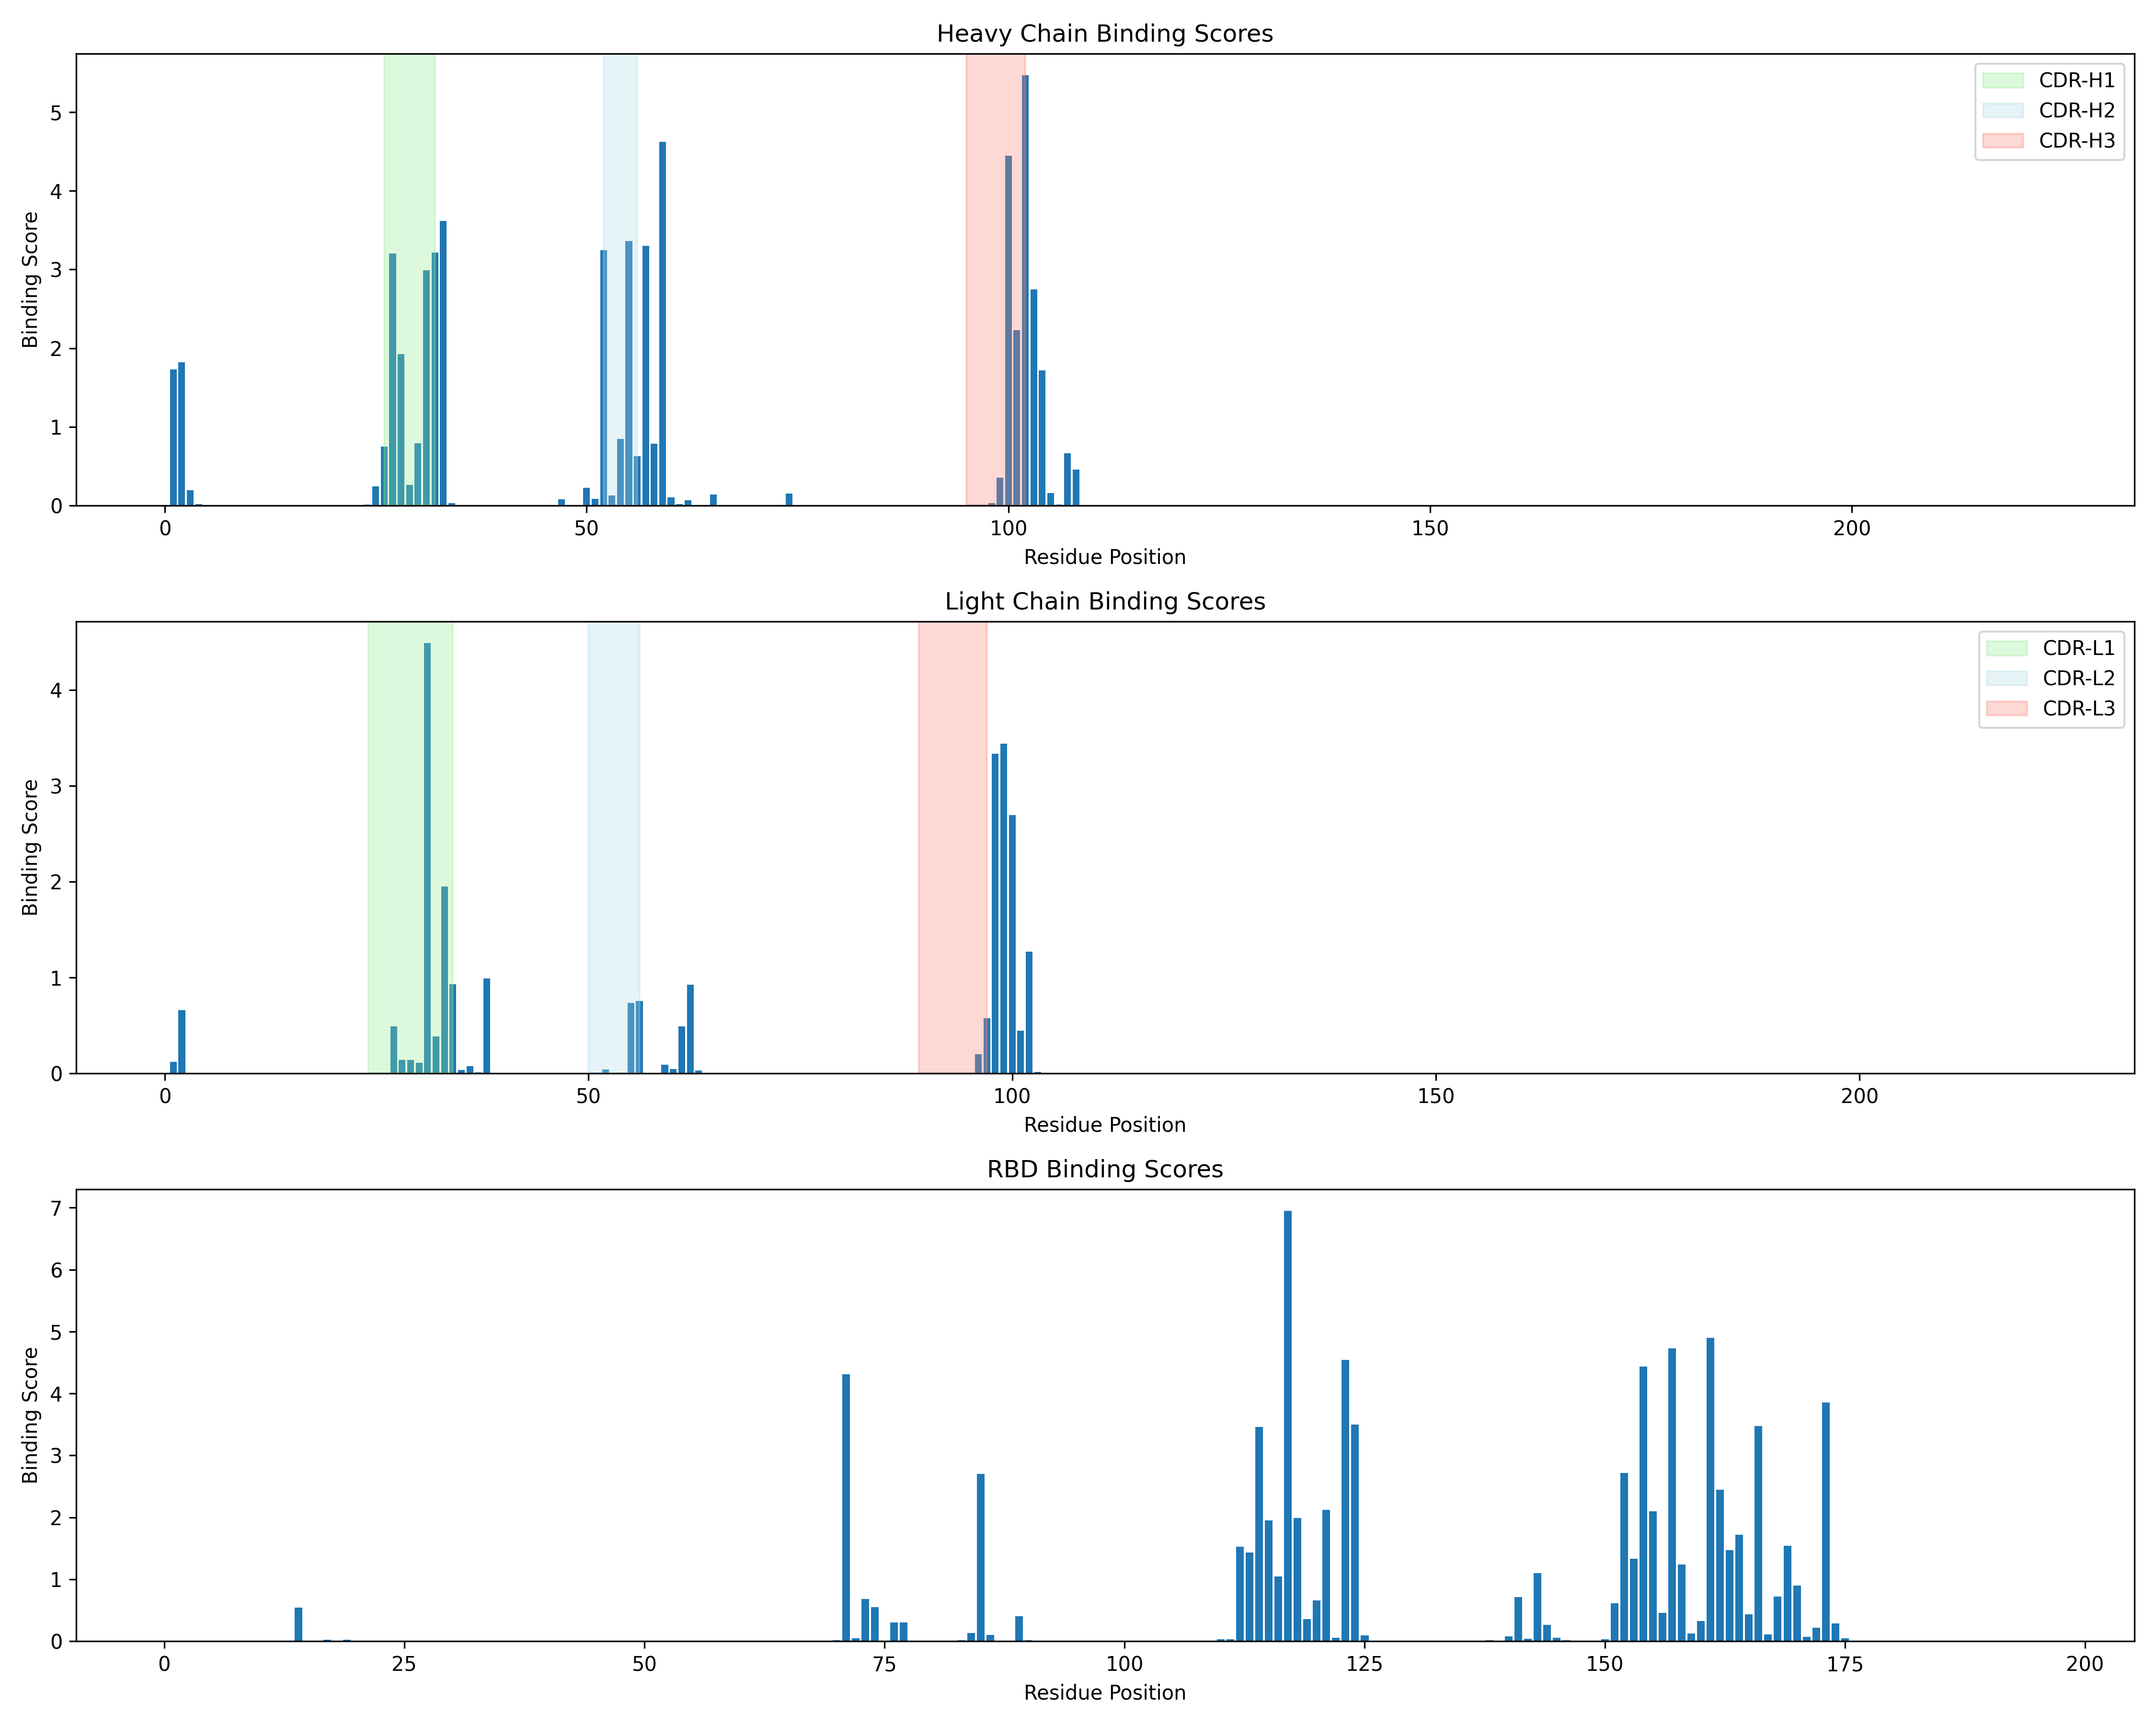 Heavy Chain Binding Scores
Binding Score
5
4
3
2
1
0
CDR-H1
CDR-H2
CDR-H3
0 50 100 150 200
Residue Position
Light Chain Binding Scores
Binding Score
4
3
2
1
0
CDR-L1
CDR-L2
CDR-L3
0 50 100 150 200
Residue Position
RBD Binding Scores
Binding Score
7
6
5
4
3
2
1
0
0 25 50 75 100 125 150 175 200
Residue Position